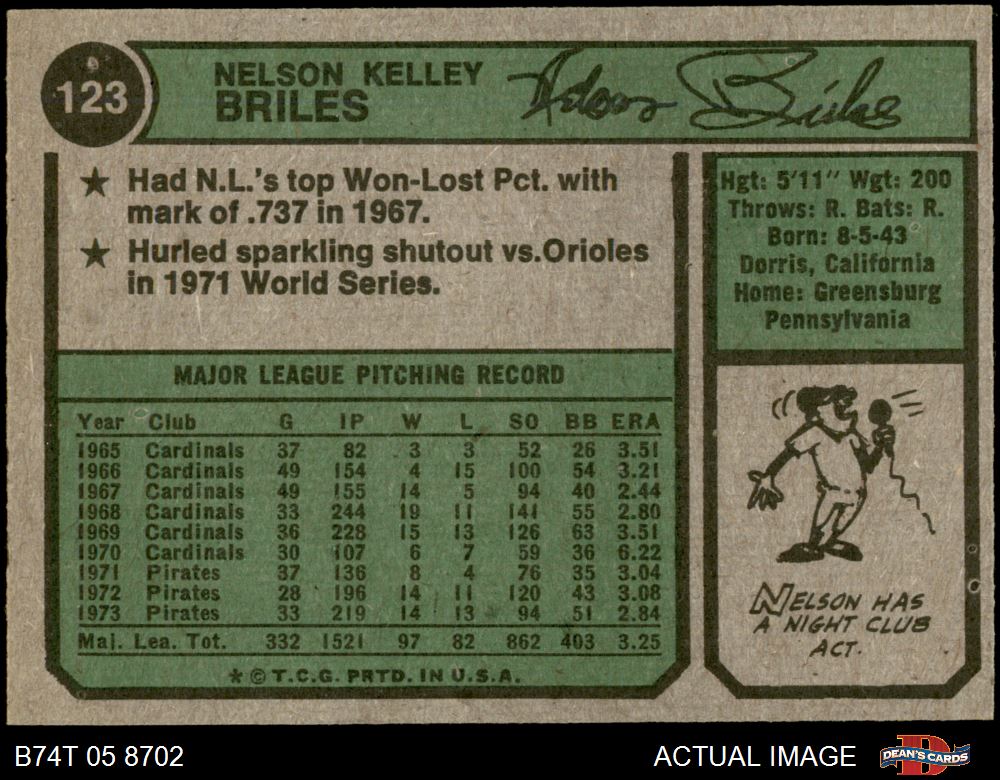 123
NELSON KELLEY
BRILES
Nelson Briles
★ Had N.L.'s top Won-Lost Pct. with
mark of .737 in 1967.
★ Hurled sparkling shutout vs.Orioles
in 1971 World Series.
Hgt: 5'11" Wgt: 200
Throws: R. Bats: R.
Born: 8-5-43
Dorris, California
Home: Greensburg
Pennsylvania
MAJOR LEAGUE PITCHING RECORD
Year Club G IP W L SO BB ERA
1965 Cardinals 37 82 3 3 52 26 3.51
1966 Cardinals 49 154 4 15 100 54 3.21
1967 Cardinals 49 155 14 5 94 40 2.44
1968 Cardinals 33 244 19 11 141 55 2.80
1969 Cardinals 36 228 15 13 126 63 3.51
1970 Cardinals 30 107 6 7 59 36 6.22
1971 Pirates 37 136 8 4 76 35 3.04
1972 Pirates 28 196 14 11 120 43 3.08
1973 Pirates 33 219 14 13 94 51 2.84
Maj. Lea. Tot. 332 1521 97 82 862 403 3.25
* © T.C.G. PRTD. IN U.S.A.
NELSON HAS
A NIGHT CLUB
ACT.
B74T 05 8702
ACTUAL IMAGE
DEAN'S CARDS